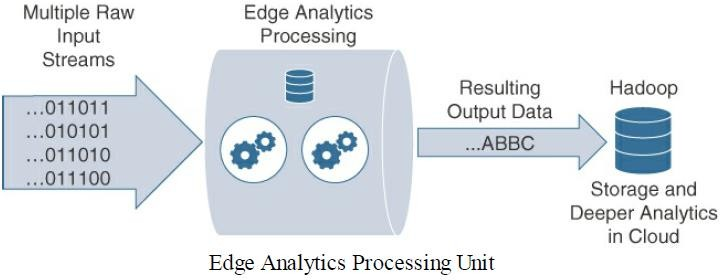 Multiple Raw
Input
Streams
...011011
...010101
...011010
...011100
Edge Analytics
Processing
Resulting
Output Data
...ABBC
Hadoop
Storage and
Deeper Analytics
in Cloud
Edge Analytics Processing Unit